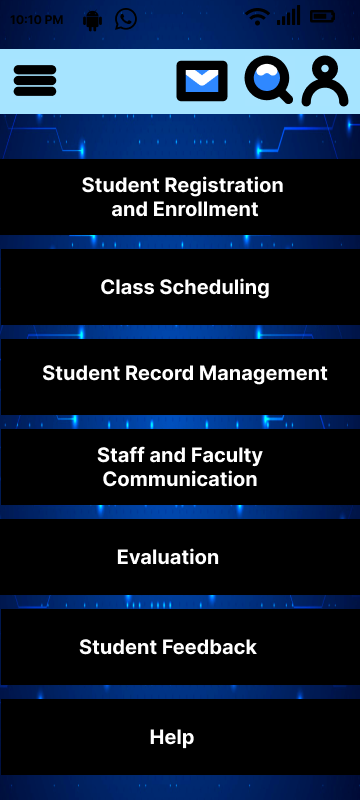 10:10 PM
Student Registration
and Enrollment
Class Scheduling
Student Record Management
Staff and Faculty
Communication
Evaluation
Student Feedback
Help